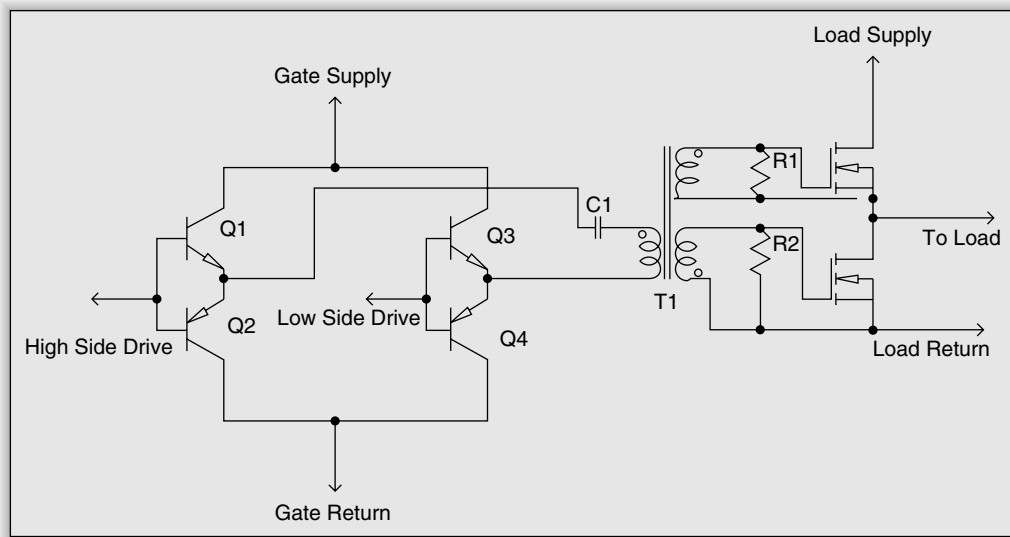 Load Supply
Gate Supply
R1
C1
Q1
Q3
To Load
R2
T1
Low Side Drive
Q2
Q4
High Side Drive
Load Return
Gate Return